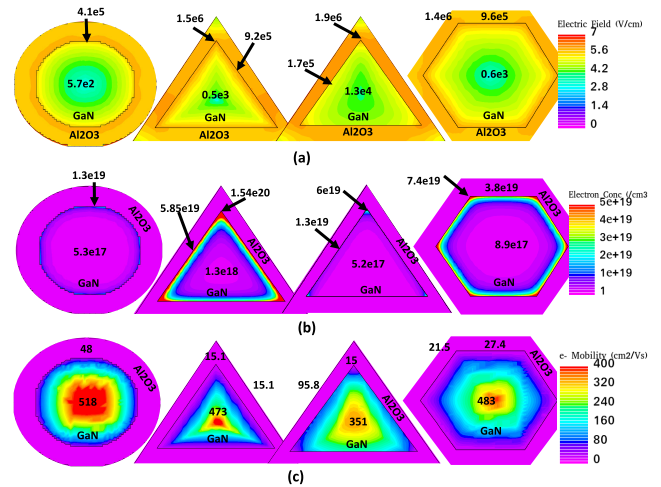 4.1e5
1.5e6
9.2e5
1.9e6
1.7e5
1.4e6
9.6e5
Electric Field (V/cm)
7
5.6
4.2
2.8
1.4
0
5.7e2
0.5e3
1.3e4
0.6e3
GaN
GaN
GaN
GaN
Al2O3
Al2O3
Al2O3
Al2O3
(a)
1.3e19
5.85e19
1.54e20
6e19
1.3e19
7.4e19
3.8e19
Electron Conc (/cm3
5e+19
4e+19
3e+19
2e+19
1e+19
1
5.3e17
1.3e18
5.2e17
8.9e17
Al2O3
Al2O3
Al2O3
Al2O3
GaN
GaN
GaN
GaN
(b)
48
15.1
15.1
95.8
15
21.5
27.4
e- Mobility (cm2/Vs)
400
320
240
160
80
0
518
473
351
483
Al2O3
Al2O3
Al2O3
GaN
GaN
GaN
GaN
(c)